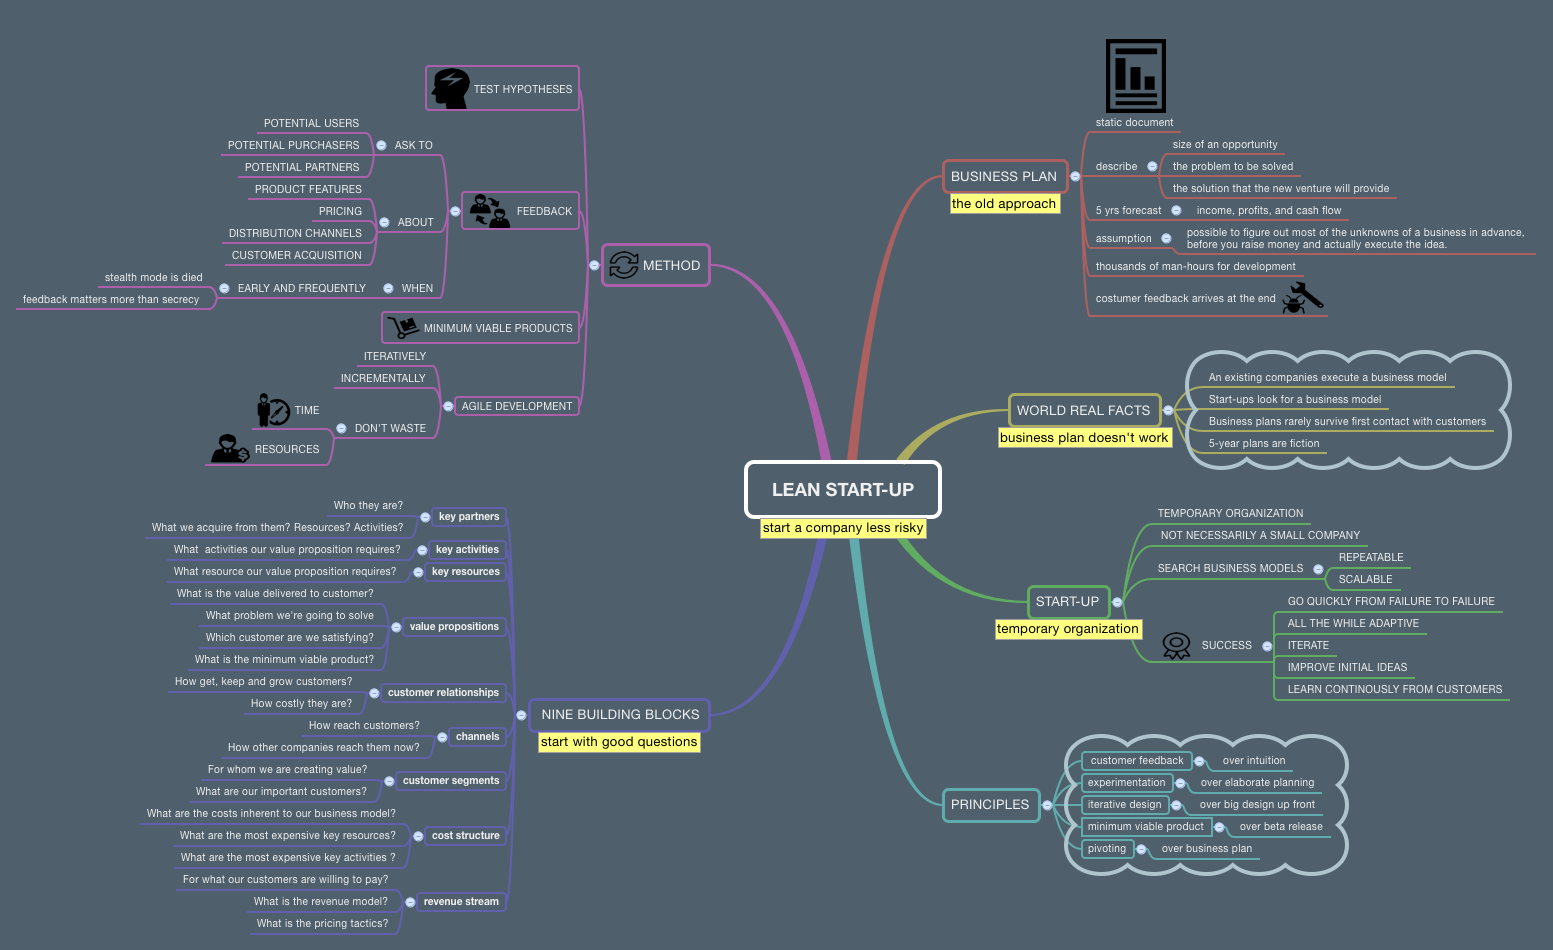 LEAN START-UP
start a company less risky
BUSINESS PLAN
the old approach
static document
describe
size of an opportunity
the problem to be solved
the solution that the new venture will provide
5 yrs forecast
income, profits, and cash flow
assumption
possible to figure out most of the unknowns of a business in advance,
before you raise money and actually execute the idea.
thousands of man-hours for development
costumer feedback arrives at the end
WORLD REAL FACTS
business plan doesn't work
An existing companies execute a business model
Start-ups look for a business model
Business plans rarely survive first contact with customers
5-year plans are fiction
START-UP
temporary organization
TEMPORARY ORGANIZATION
NOT NECESSARILY A SMALL COMPANY
SEARCH BUSINESS MODELS
REPEATABLE
SCALABLE
SUCCESS
GO QUICKLY FROM FAILURE TO FAILURE
ALL THE WHILE ADAPTIVE
ITERATE
IMPROVE INITIAL IDEAS
LEARN CONTINOUSLY FROM CUSTOMERS
PRINCIPLES
customer feedback
over intuition
experimentation
over elaborate planning
iterative design
over big design up front
minimum viable product
over beta release
pivoting
over business plan
METHOD
TEST HYPOTHESES
FEEDBACK
ASK TO
POTENTIAL USERS
POTENTIAL PURCHASERS
POTENTIAL PARTNERS
ABOUT
PRODUCT FEATURES
PRICING
DISTRIBUTION CHANNELS
CUSTOMER ACQUISITION
WHEN
EARLY AND FREQUENTLY
stealth mode is died
feedback matters more than secrecy
MINIMUM VIABLE PRODUCTS
AGILE DEVELOPMENT
ITERATIVELY
INCREMENTALLY
DON'T WASTE
TIME
RESOURCES
NINE BUILDING BLOCKS
start with good questions
key partners
Who they are?
What we acquire from them? Resources? Activities?
key activities
What activities our value proposition requires?
key resources
What resource our value proposition requires?
value propositions
What is the value delivered to customer?
What problem we're going to solve
Which customer are we satisfying?
What is the minimum viable product?
customer relationships
How get, keep and grow customers?
How costly they are?
channels
How reach customers?
How other companies reach them now?
customer segments
For whom we are creating value?
What are our important customers?
cost structure
What are the costs inherent to our business model?
What are the most expensive key resources?
What are the most expensive key activities ?
revenue stream
For what our customers are willing to pay?
What is the revenue model?
What is the pricing tactics?